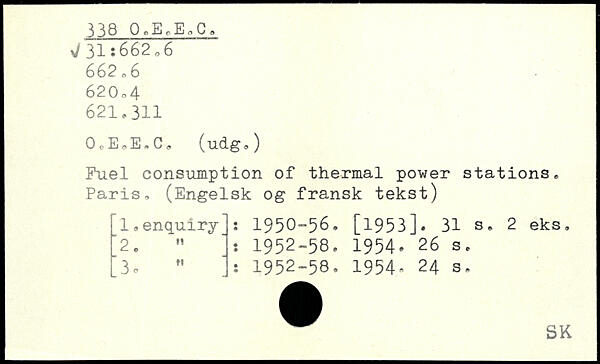 338 O.E.E.C.
✓31:662.6
662.6
620.4
621.311
O.E.E.C. (udg.)
Fuel consumption of thermal power stations.
Paris. (Engelsk og fransk tekst)
[1.enquiry]: 1950-56. [1953]. 31 s. 2 eks.
[2. " ]: 1952-58. 1954. 26 s.
[3. " ]: 1952-58. 1954. 24 s.
SK